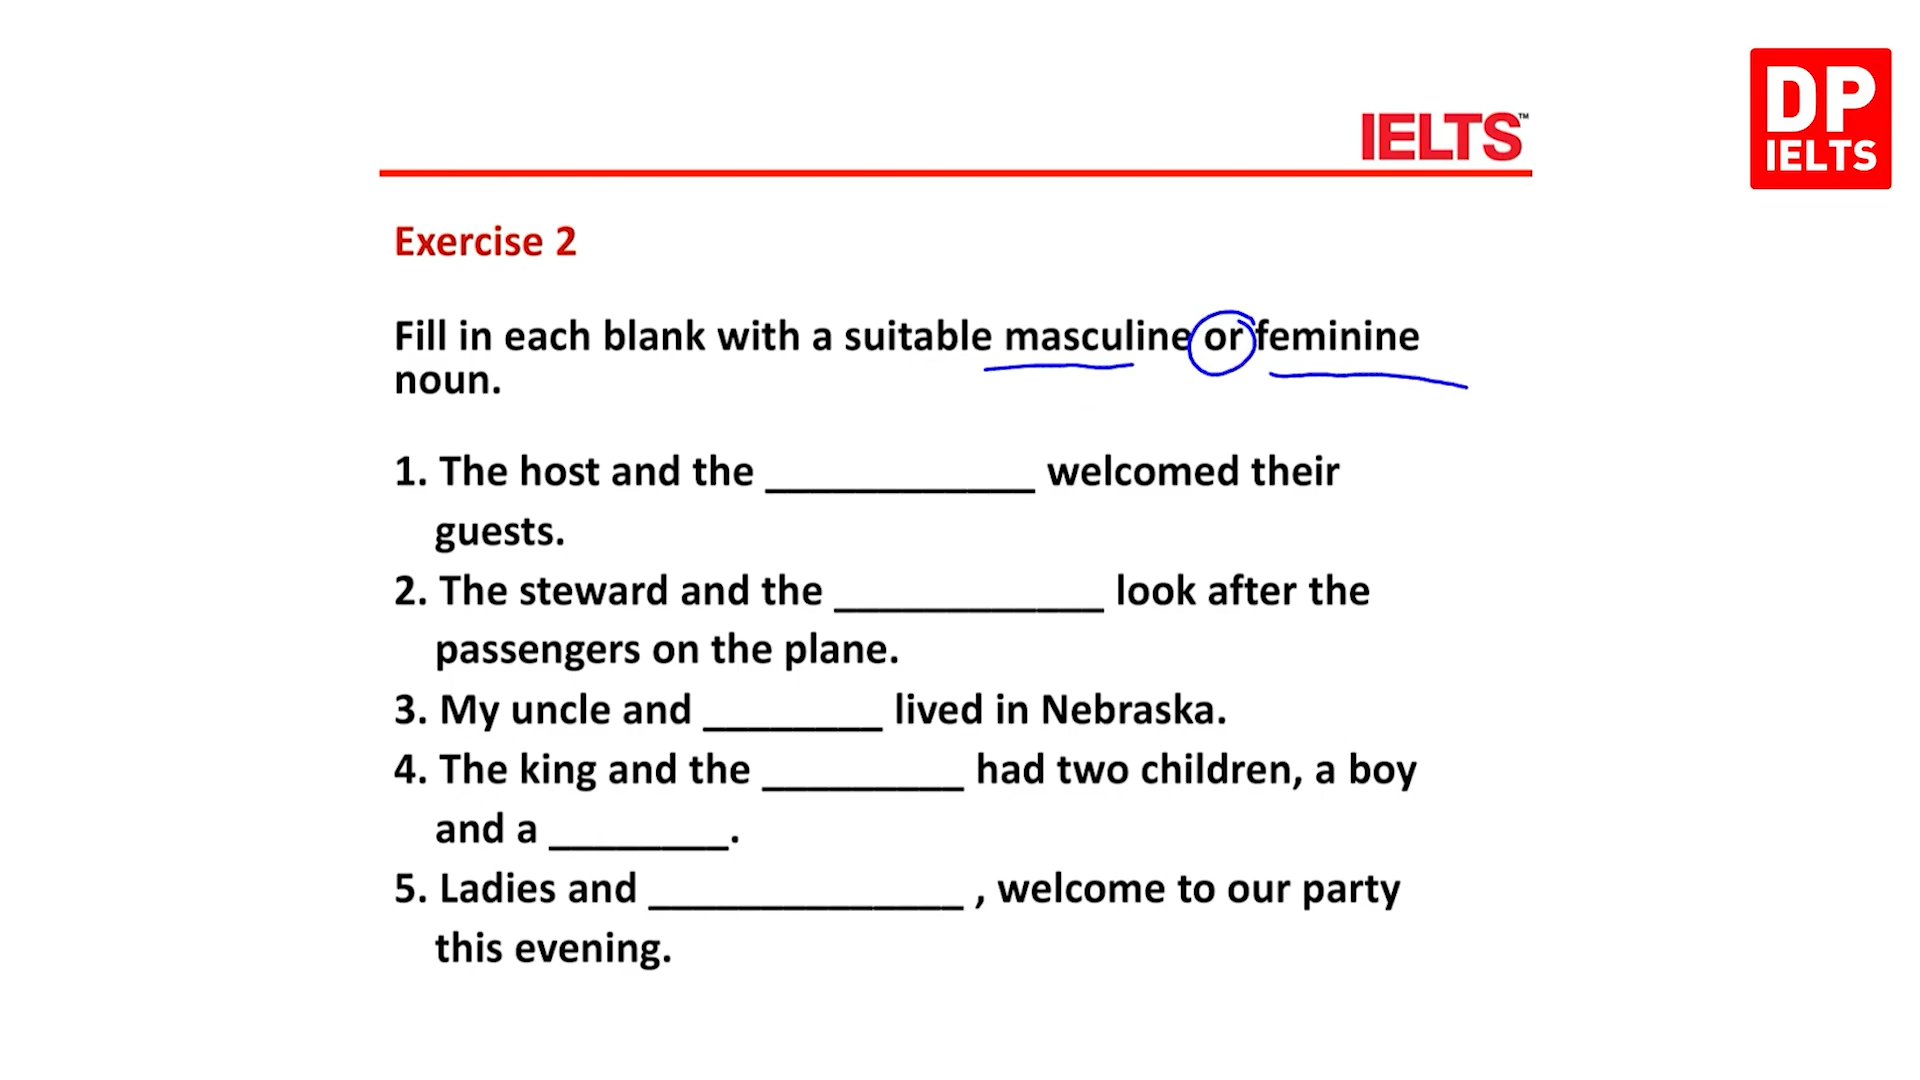 DP
IELTS
IELTS™
Exercise 2
Fill in each blank with a suitable masculine or feminine
noun.
1. The host and the ____________ welcomed their
guests.
2. The steward and the ____________ look after the
passengers on the plane.
3. My uncle and ________ lived in Nebraska.
4. The king and the _________ had two children, a boy
and a ________.
5. Ladies and ______________ , welcome to our party
this evening.